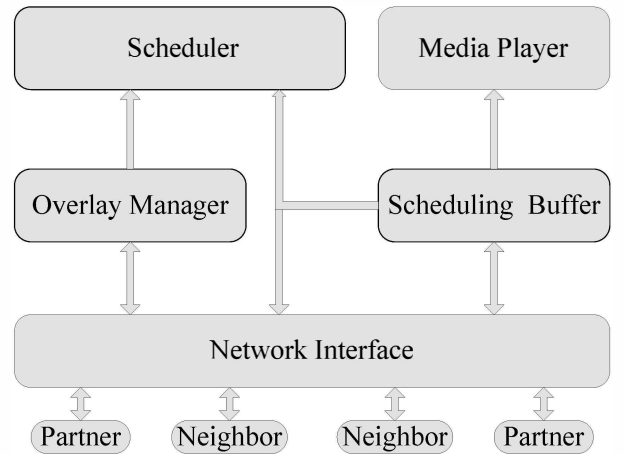 Scheduler
Media Player
Overlay Manager
Scheduling Buffer
Network Interface
Partner
Neighbor
Neighbor
Partner